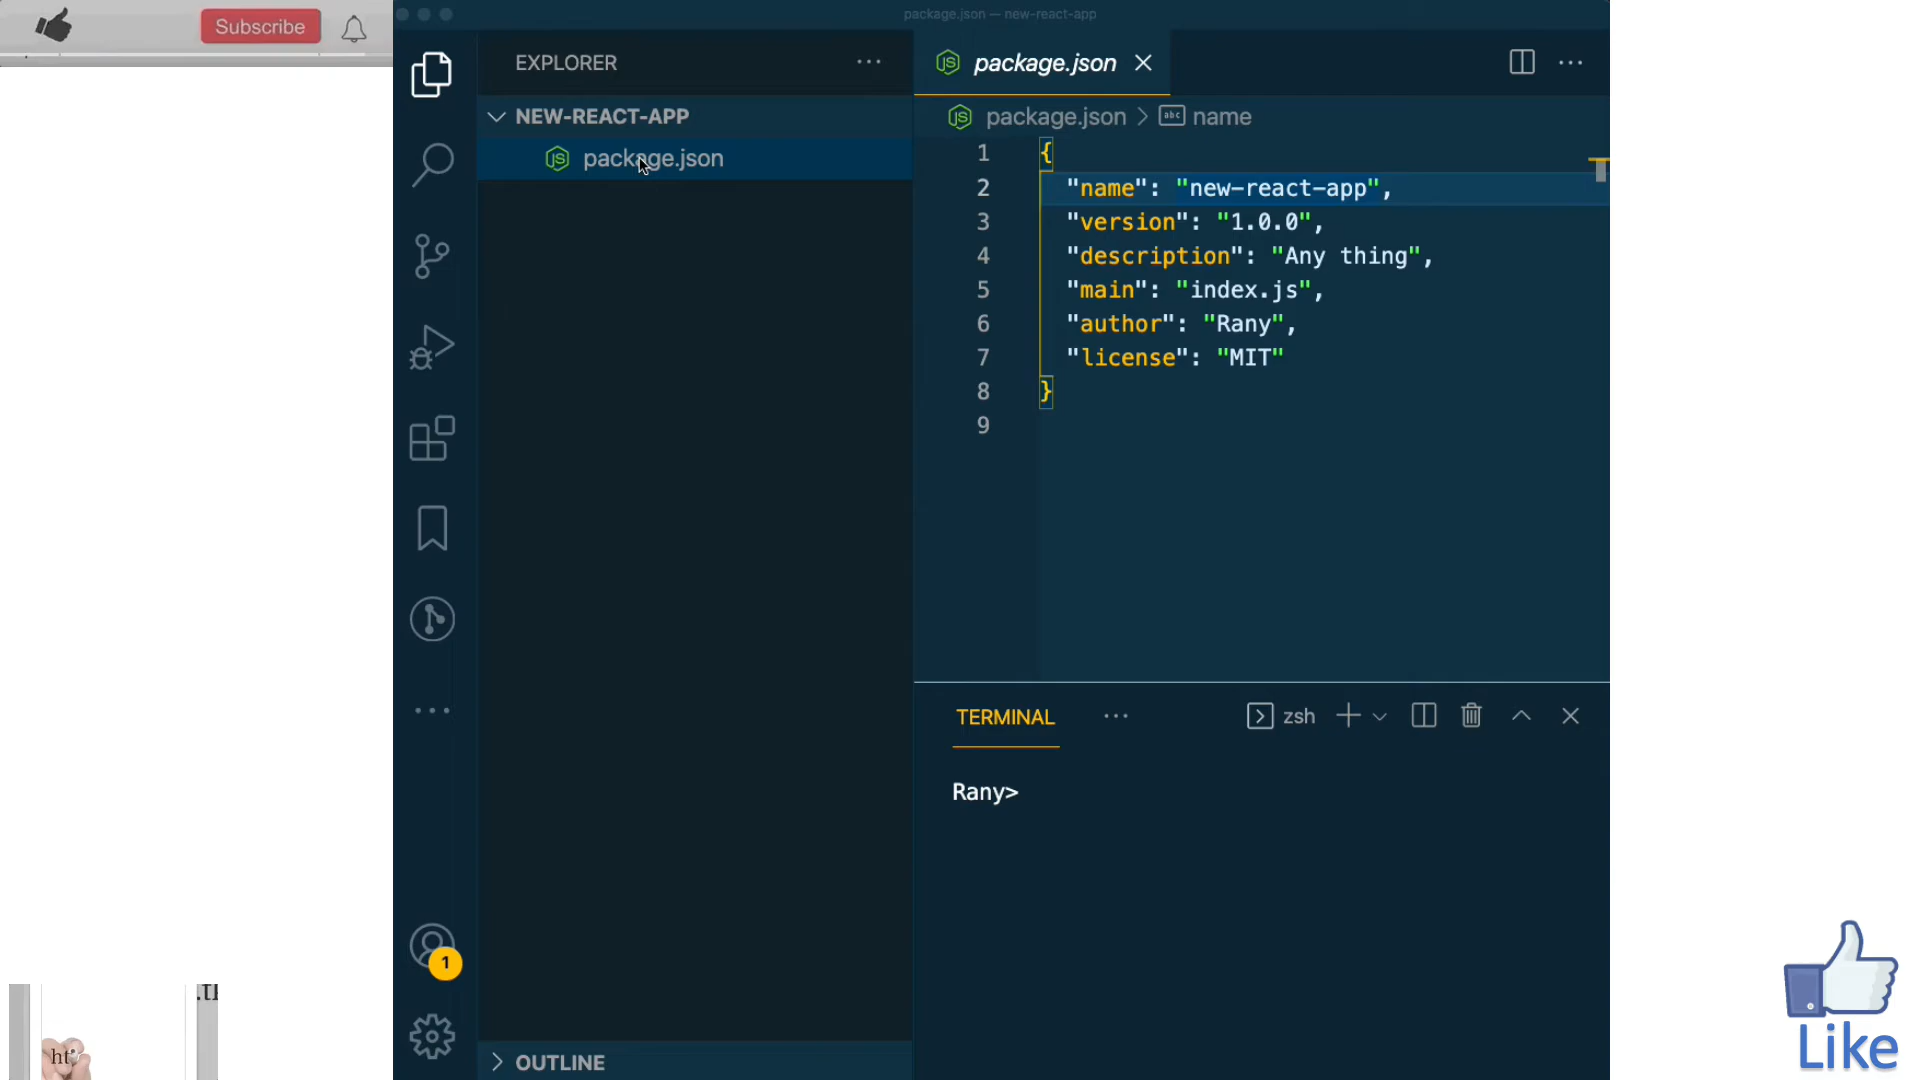 Subscribe
package.json — new-react-app
EXPLORER
package.json
NEW-REACT-APP
package.json
package.json > abc name
1 {
2 "name": "new-react-app",
3 "version": "1.0.0",
4 "description": "Any thing",
5 "main": "index.js",
6 "author": "Rany",
7 "license": "MIT"
8 }
9
TERMINAL
zsh
Rany>
1
OUTLINE
ht
Like